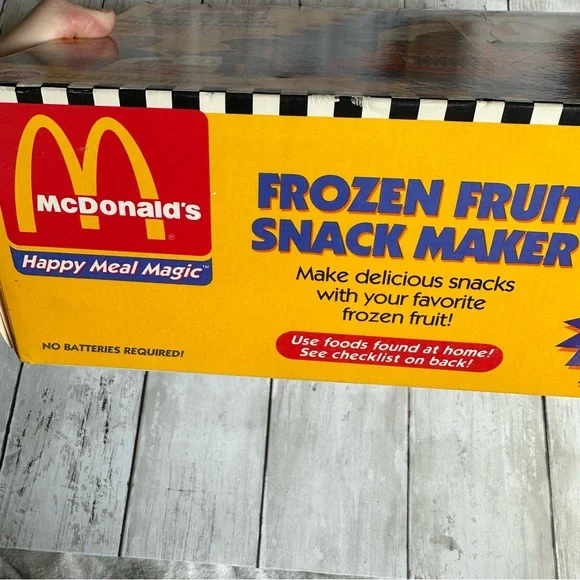 McDonald's
®
Happy Meal Magic™
NO BATTERIES REQUIRED!
FROZEN FRUIT
SNACK MAKER
Make delicious snacks
with your favorite
frozen fruit!
Use foods found at home!
See checklist on back!